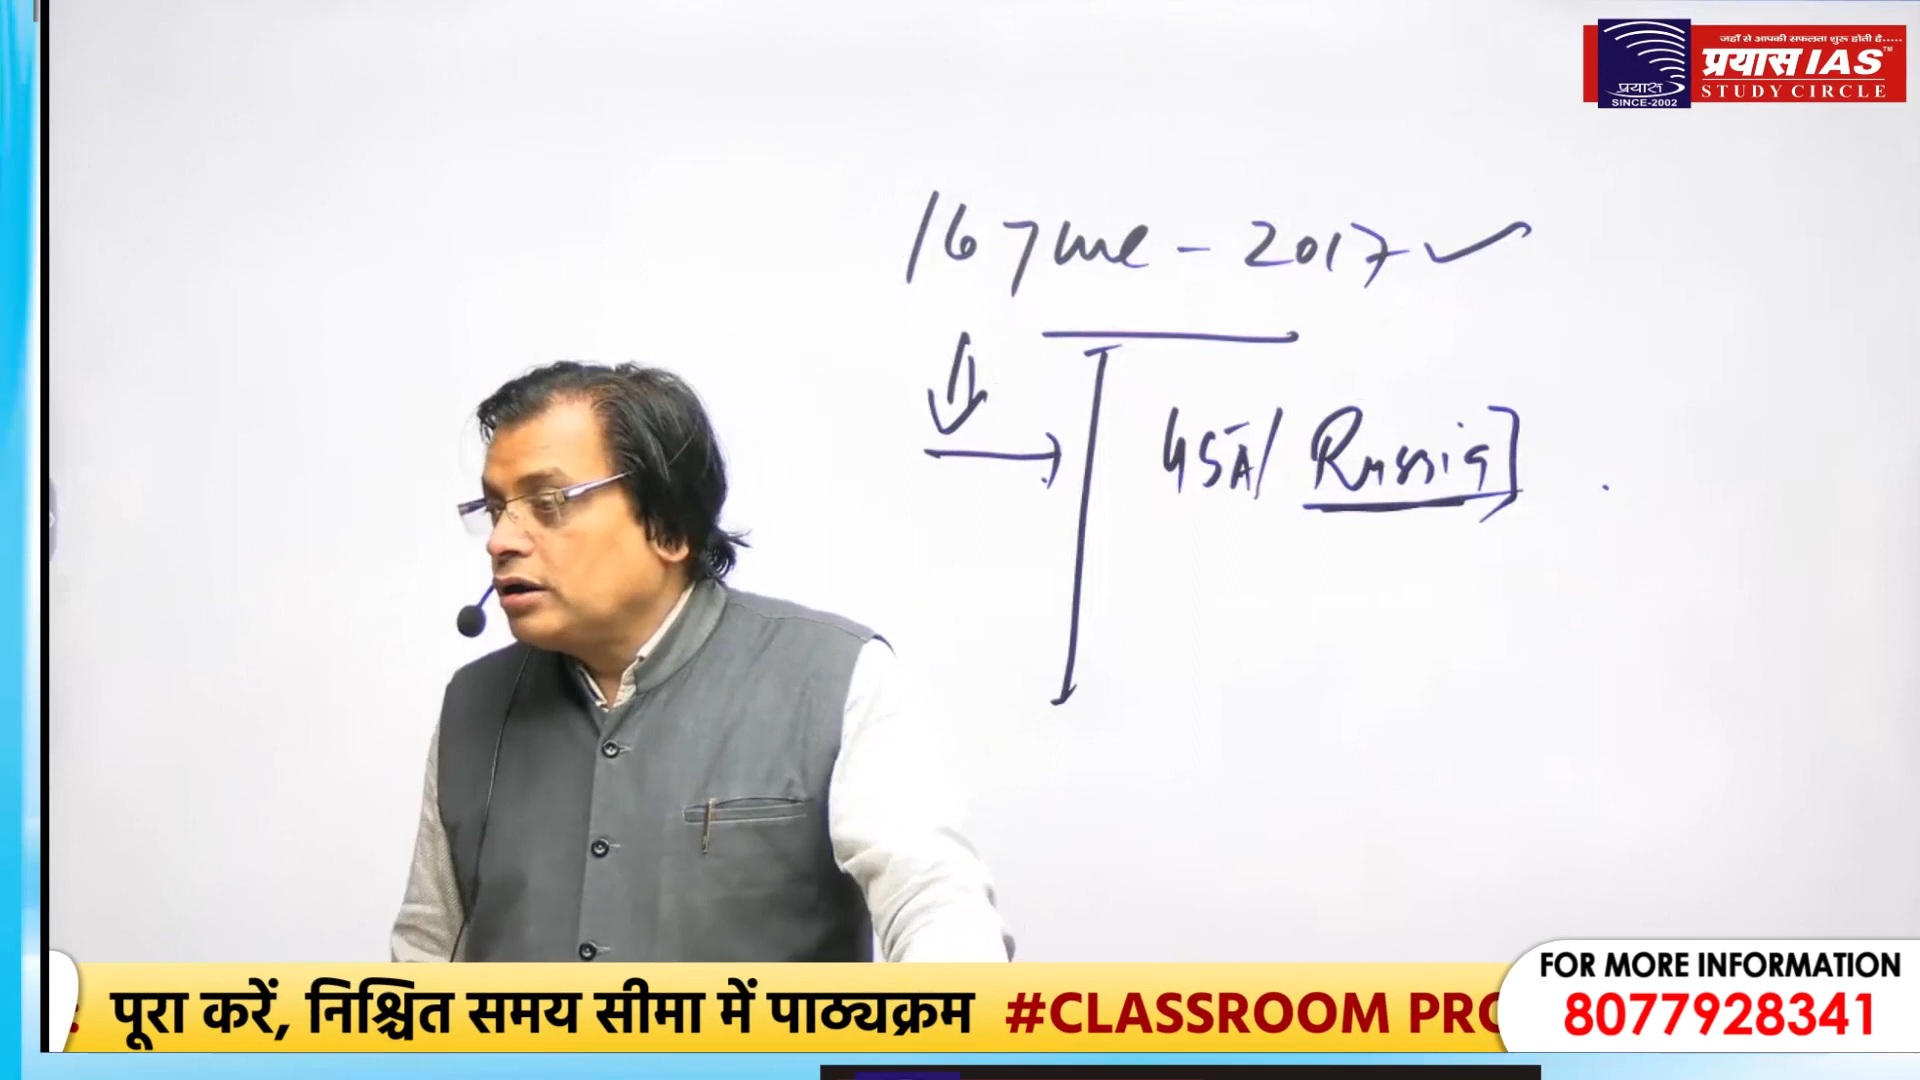 जहाँ से आपकी सफलता शुरू होती है.....
प्रयास IAS™
STUDY CIRCLE
प्रयास
SINCE-2002
16 June - 2017
USA/ Russia]
पूरा करें, निश्चित समय सीमा में पाठ्यक्रम #CLASSROOM PRO
FOR MORE INFORMATION
8077928341